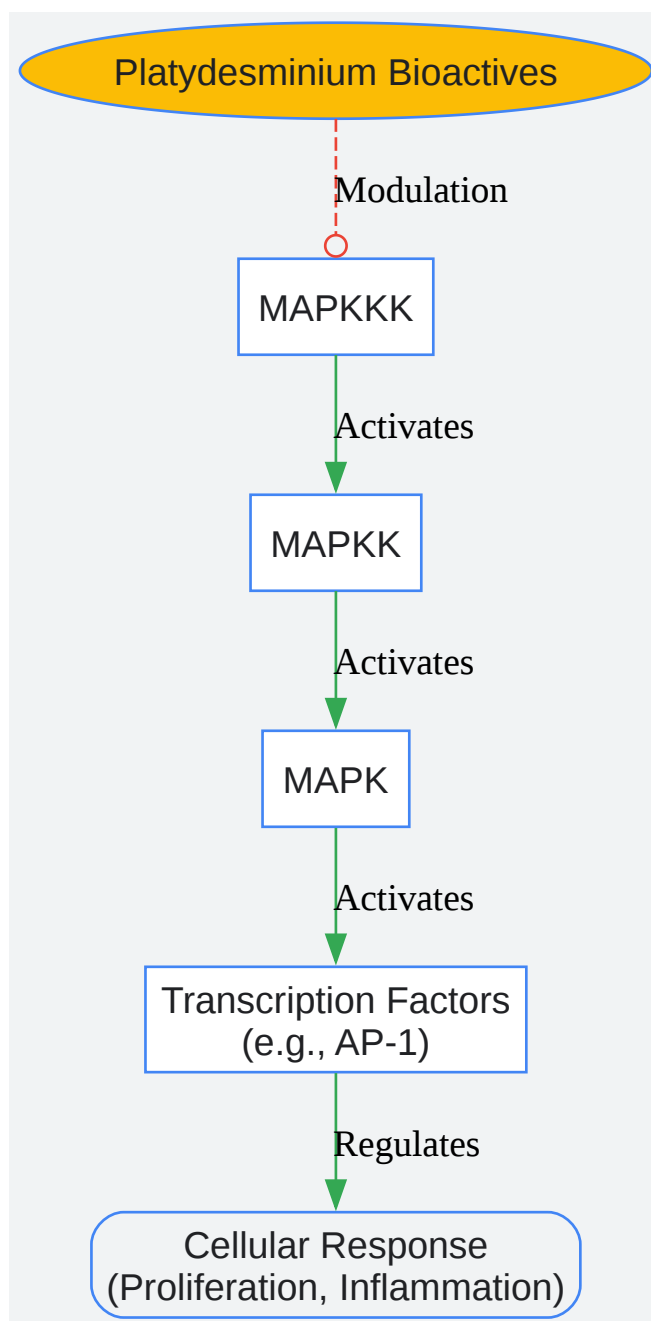 Platydesminium Bioactives
Modulation
MAPKKK
Activates
MAPKK
Activates
MAPK
Activates
Transcription Factors
(e.g., AP-1)
Regulates
Cellular Response
(Proliferation, Inflammation)